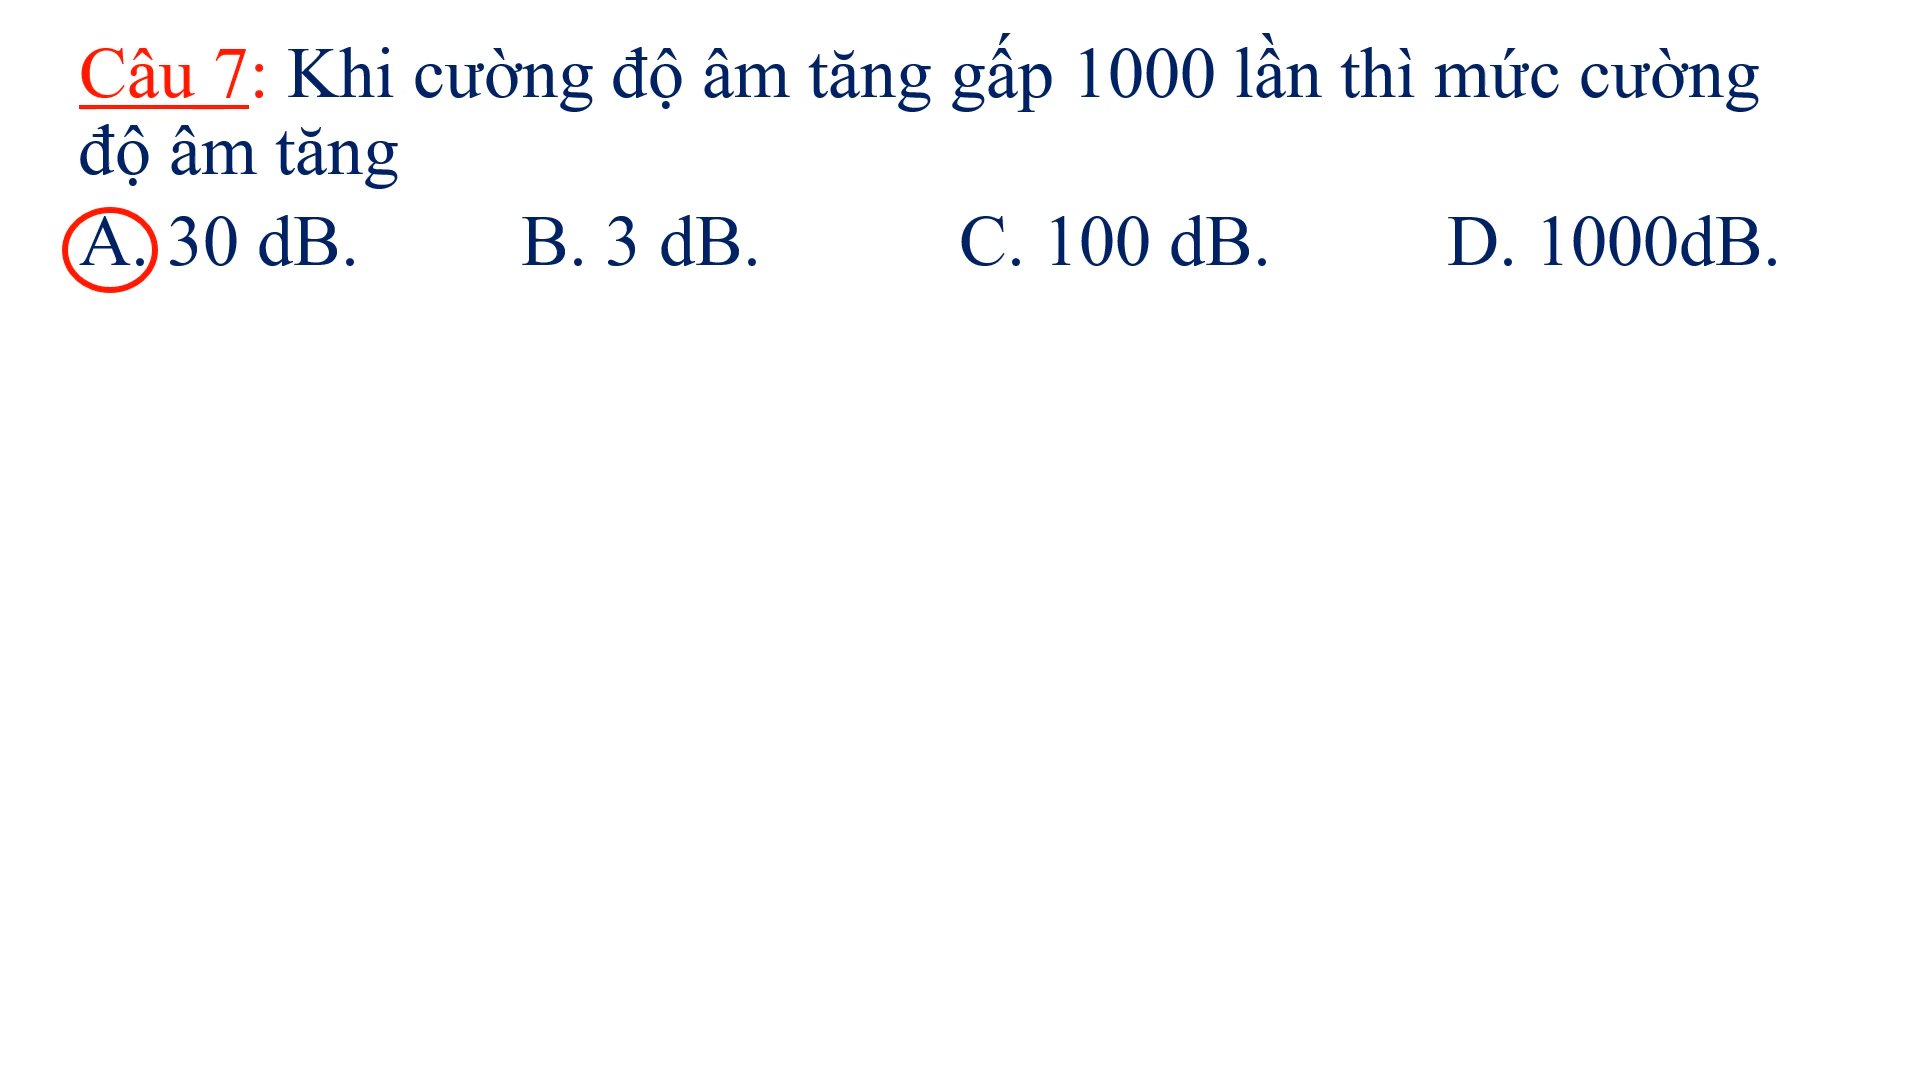 Câu 7: Khi cường độ âm tăng gấp 1000 lần thì mức cường
độ âm tăng
A. 30 dB. B. 3 dB. C. 100 dB. D. 1000dB.